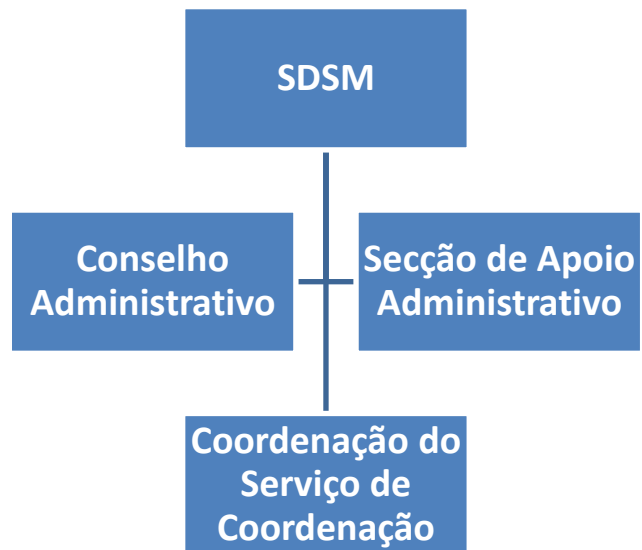 SDSM
Conselho
Administrativo
Secção de Apoio
Administrativo
Coordenação do
Serviço de
Coordenação